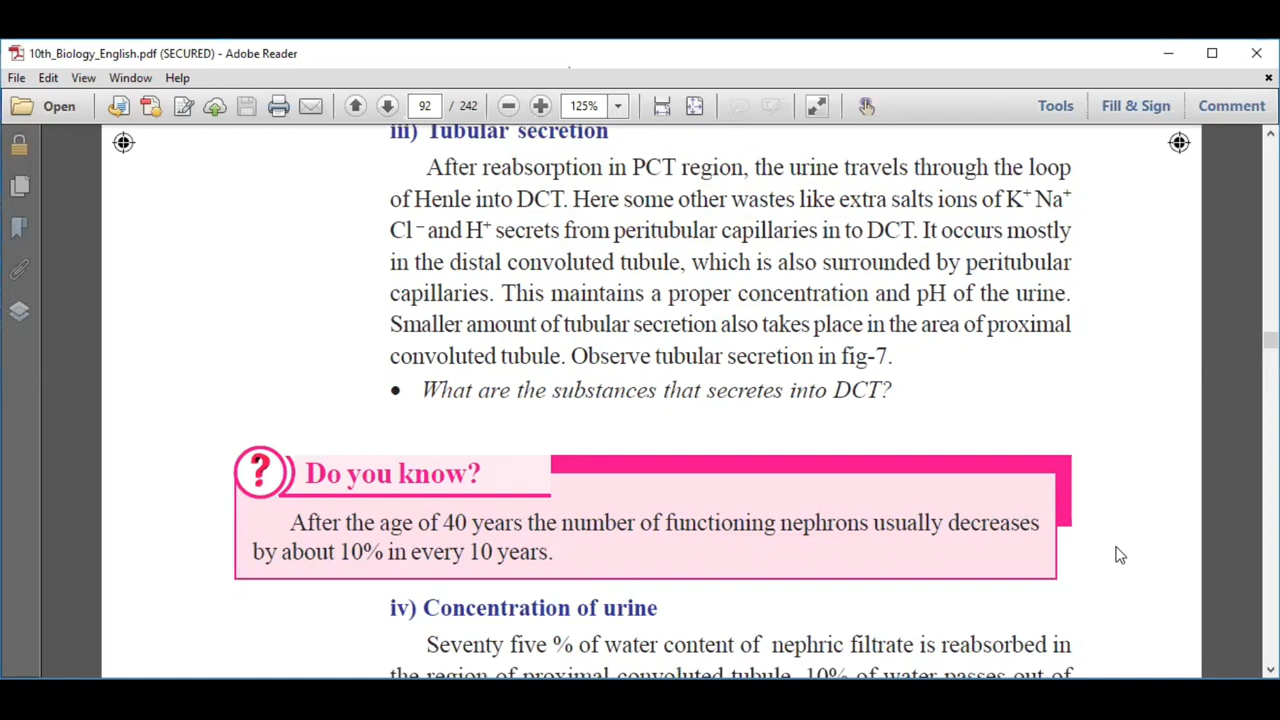 10th_Biology_English.pdf (SECURED) - Adobe Reader
File Edit View Window Help
Open 92 / 242 125% Tools Fill & Sign Comment
iii) Tubular secretion
After reabsorption in PCT region, the urine travels through the loop
of Henle into DCT. Here some other wastes like extra salts ions of K⁺ Na⁺
Cl⁻ and H⁺ secrets from peritubular capillaries in to DCT. It occurs mostly
in the distal convoluted tubule, which is also surrounded by peritubular
capillaries. This maintains a proper concentration and pH of the urine.
Smaller amount of tubular secretion also takes place in the area of proximal
convoluted tubule. Observe tubular secretion in fig-7.
• What are the substances that secretes into DCT?
? Do you know?
After the age of 40 years the number of functioning nephrons usually decreases
by about 10% in every 10 years.
iv) Concentration of urine
Seventy five % of water content of nephric filtrate is reabsorbed in
the region of proximal convoluted tubule. 10% of water passes out of